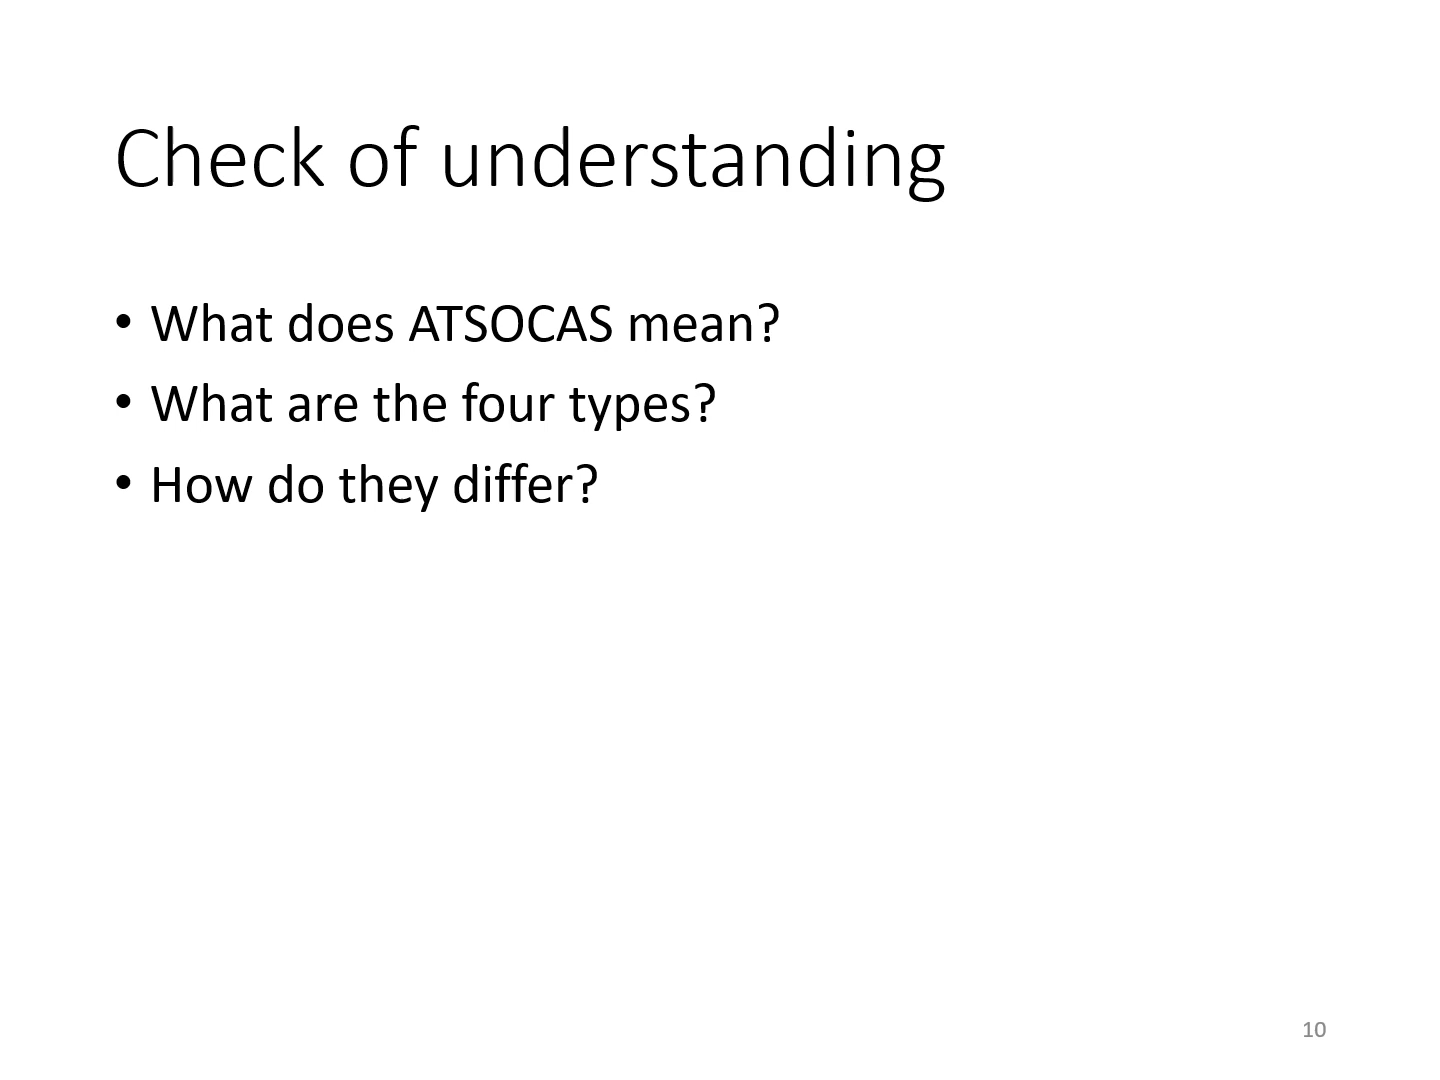 Check of understanding
• What does ATSOCAS mean?
• What are the four types?
• How do they differ?
10